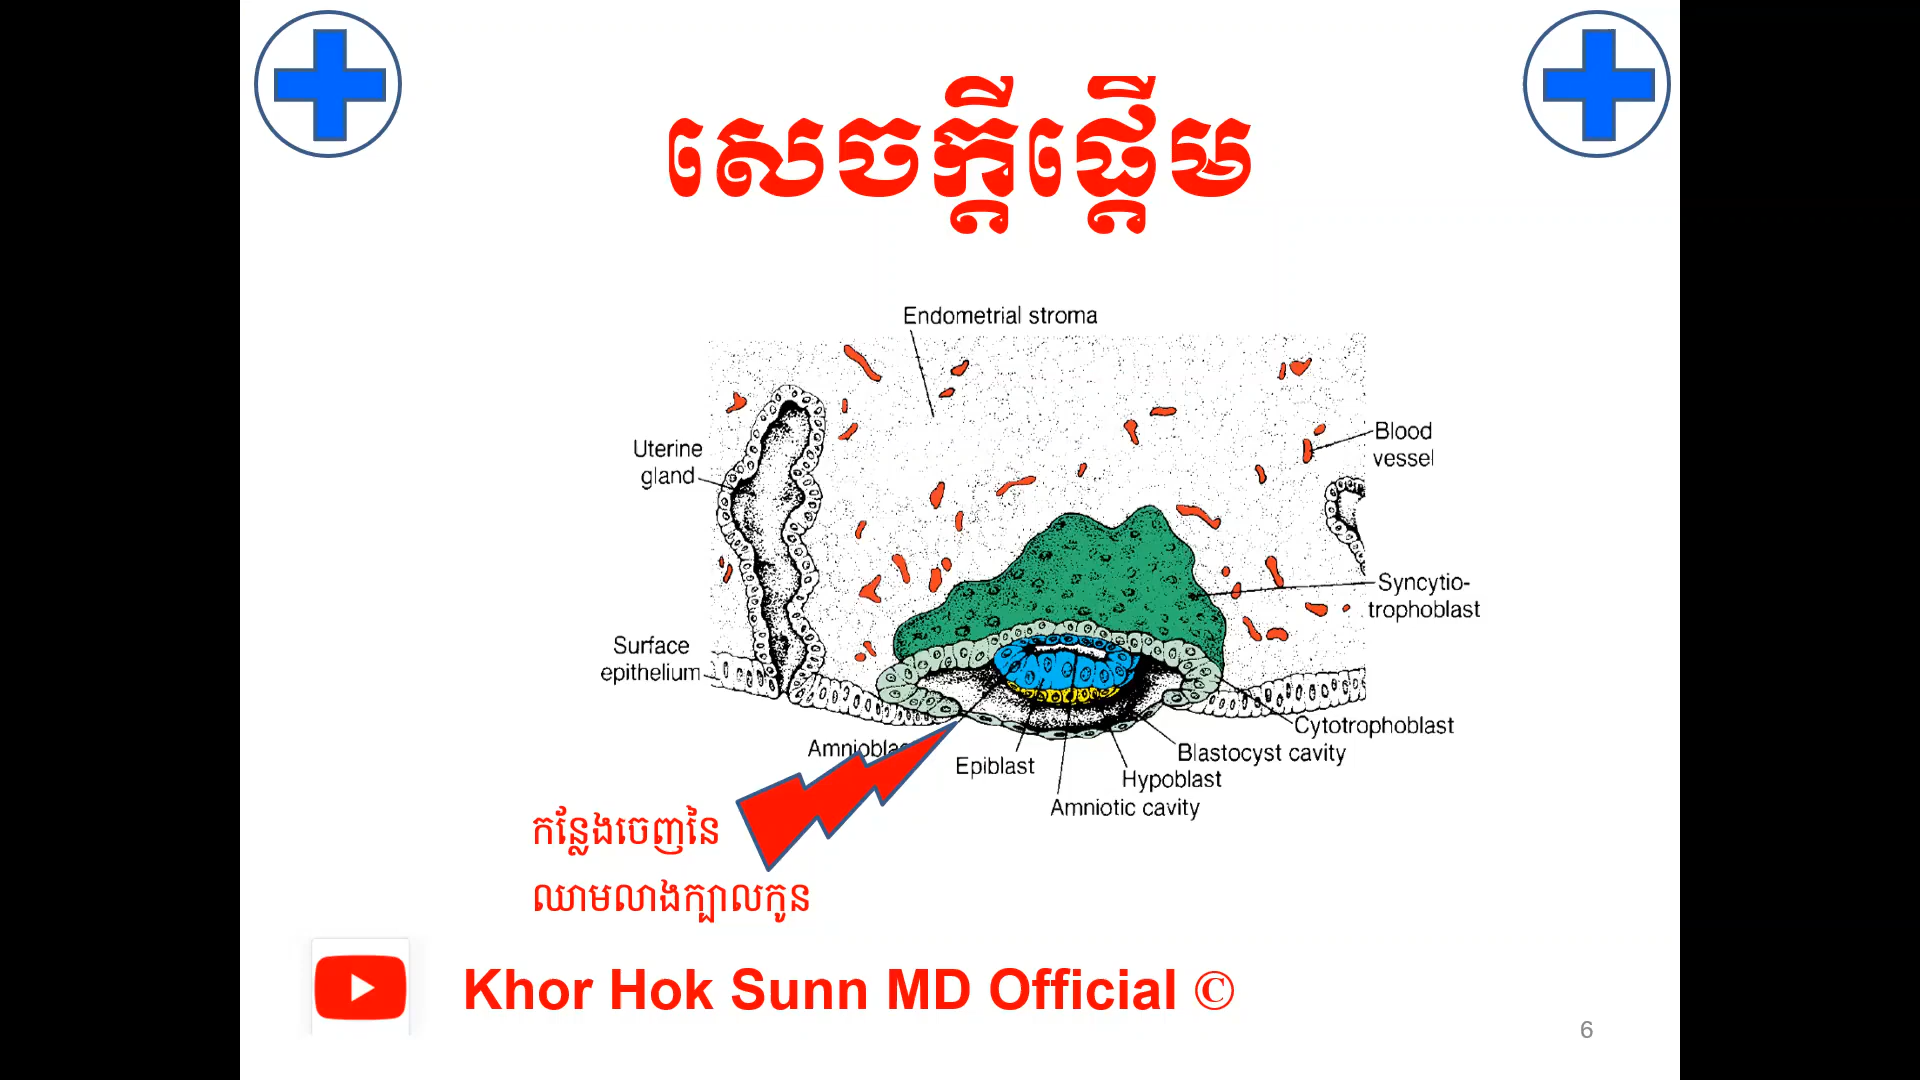 សេចក្តីផ្តើម
Endometrial stroma
Blood
vessel
Uterine
gland
Syncytio-
trophoblast
Surface
epithelium
Cytotrophoblast
Amniobla
Epiblast
Blastocyst cavity
Hypoblast
Amniotic cavity
កន្លែងចេញនៃ
ឈាមលាងក្បាលកូន
Khor Hok Sunn MD Official ©
6